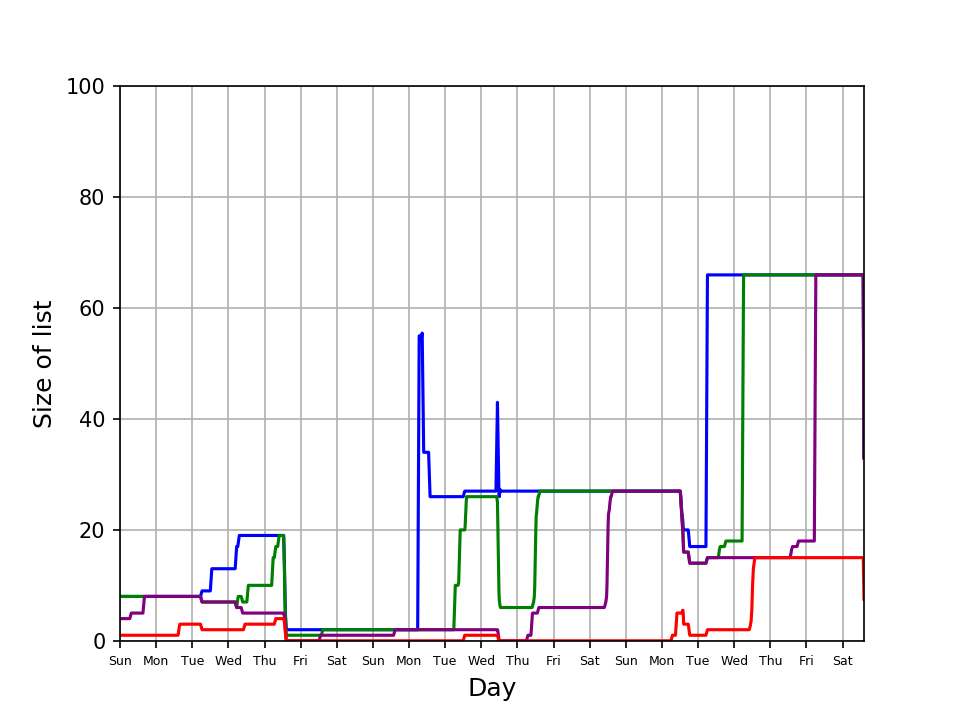 100
80
60
40
20
0
Size of list
Sun Mon Tue Wed Thu Fri Sat Sun Mon Tue Wed Thu Fri Sat Sun Mon Tue Wed Thu Fri Sat
Day